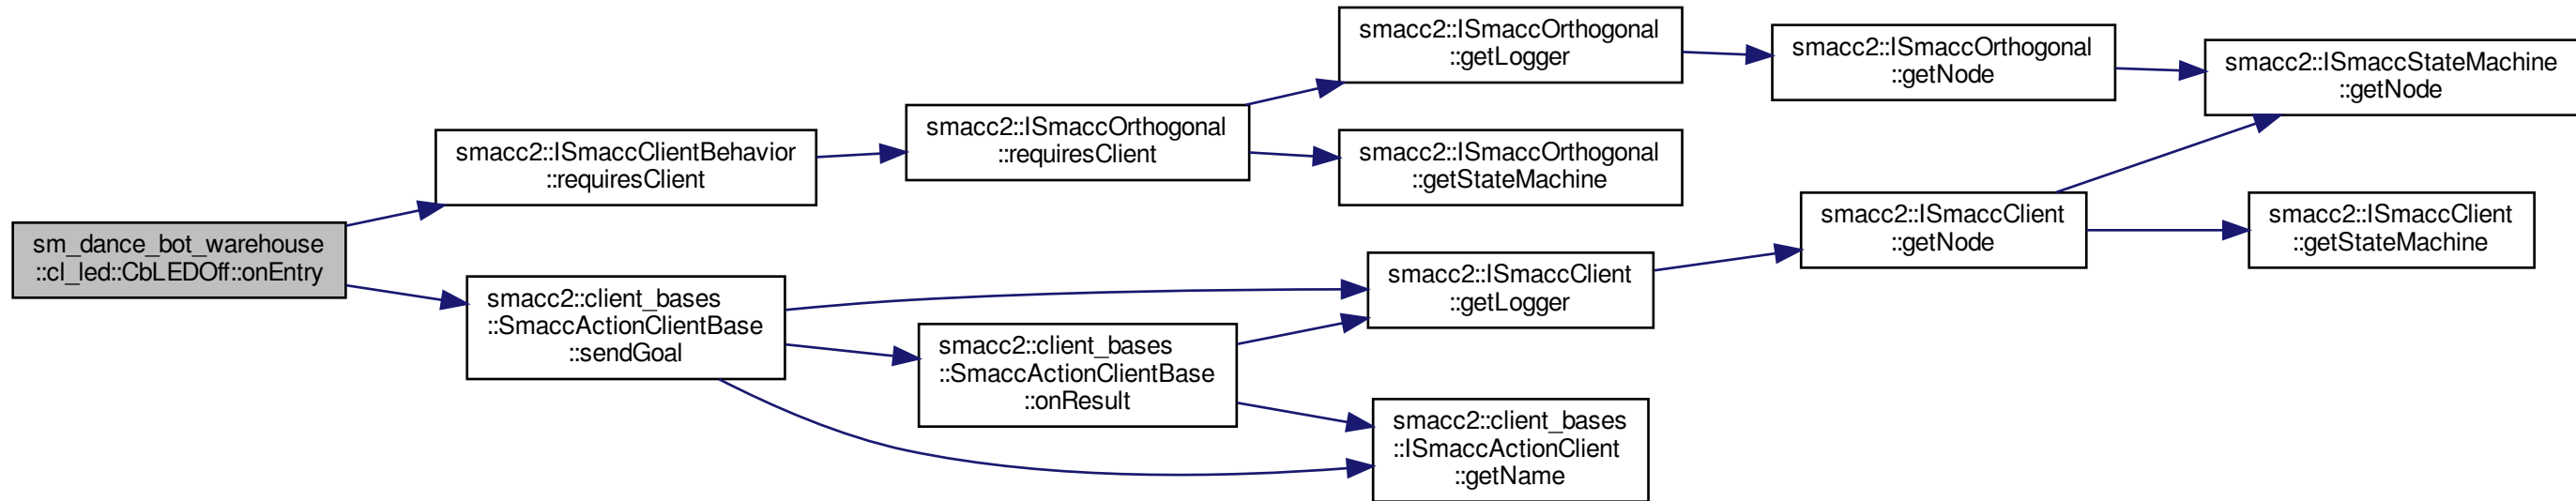 sm_dance_bot_warehouse
::cl_led::CbLEDOff::onEntry
smacc2::ISmaccClientBehavior
::requiresClient
smacc2::ISmaccOrthogonal
::requiresClient
smacc2::ISmaccOrthogonal
::getLogger
smacc2::ISmaccOrthogonal
::getNode
smacc2::ISmaccStateMachine
::getNode
smacc2::ISmaccOrthogonal
::getStateMachine
smacc2::client_bases
::SmaccActionClientBase
::sendGoal
smacc2::client_bases
::SmaccActionClientBase
::onResult
smacc2::ISmaccClient
::getLogger
smacc2::ISmaccClient
::getNode
smacc2::ISmaccClient
::getStateMachine
smacc2::client_bases
::ISmaccActionClient
::getName